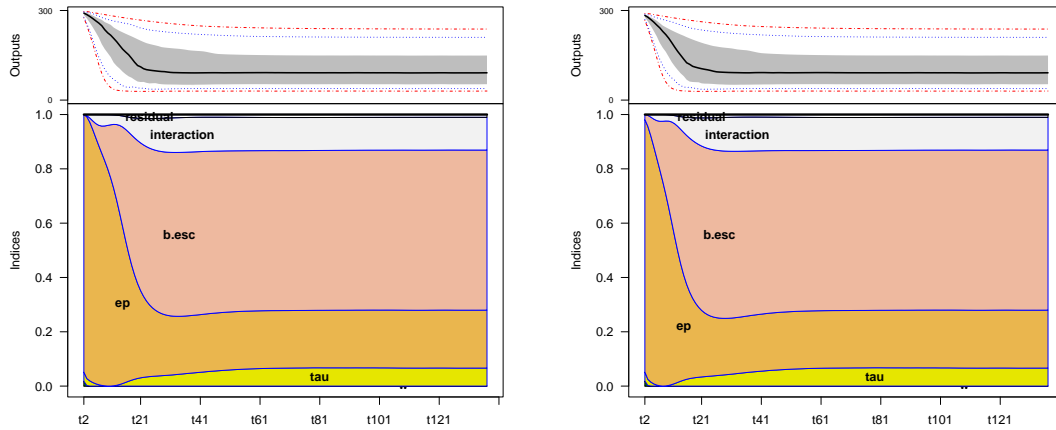 300
Outputs
0
1.0
residual
interaction
0.8
0.6
b.esc
Indices
0.4
ep
0.2
tau
0.0
t2 t21 t41 t61 t81 t101 t121
300
Outputs
0
1.0
residual
interaction
0.8
0.6
b.esc
Indices
0.4
ep
0.2
tau
0.0
t2 t21 t41 t61 t81 t101 t121